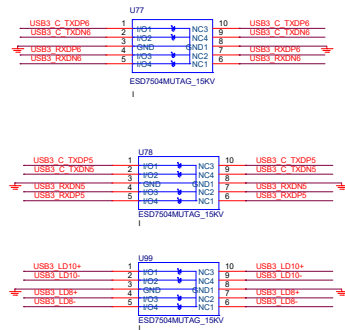 U77
USB3_C_TXDP6 1 I/O1 NC3 10 USB3_C_TXDP6
USB3_C_TXDN6 2 I/O2 NC4 9 USB3_C_TXDN6
3 GND GND1 8
USB3_RXDP6 4 I/O3 NC2 7 USB3_RXDP6
USB3_RXDN6 5 I/O4 NC1 6 USB3_RXDN6
ESD7504MUTAG_15KV
I
U78
USB3_C_TXDP5 1 I/O1 NC3 10 USB3_C_TXDP5
USB3_C_TXDN5 2 I/O2 NC4 9 USB3_C_TXDN5
3 GND GND1 8
USB3_RXDN5 4 I/O3 NC2 7 USB3_RXDN5
USB3_RXDP5 5 I/O4 NC1 6 USB3_RXDP5
ESD7504MUTAG_15KV
I
U99
USB3_LD10+ 1 I/O1 NC3 10 USB3_LD10+
USB3_LD10- 2 I/O2 NC4 9 USB3_LD10-
3 GND GND1 8
USB3_LD8+ 4 I/O3 NC2 7 USB3_LD8+
USB3_LD8- 5 I/O4 NC1 6 USB3_LD8-
ESD7504MUTAG_15KV
I